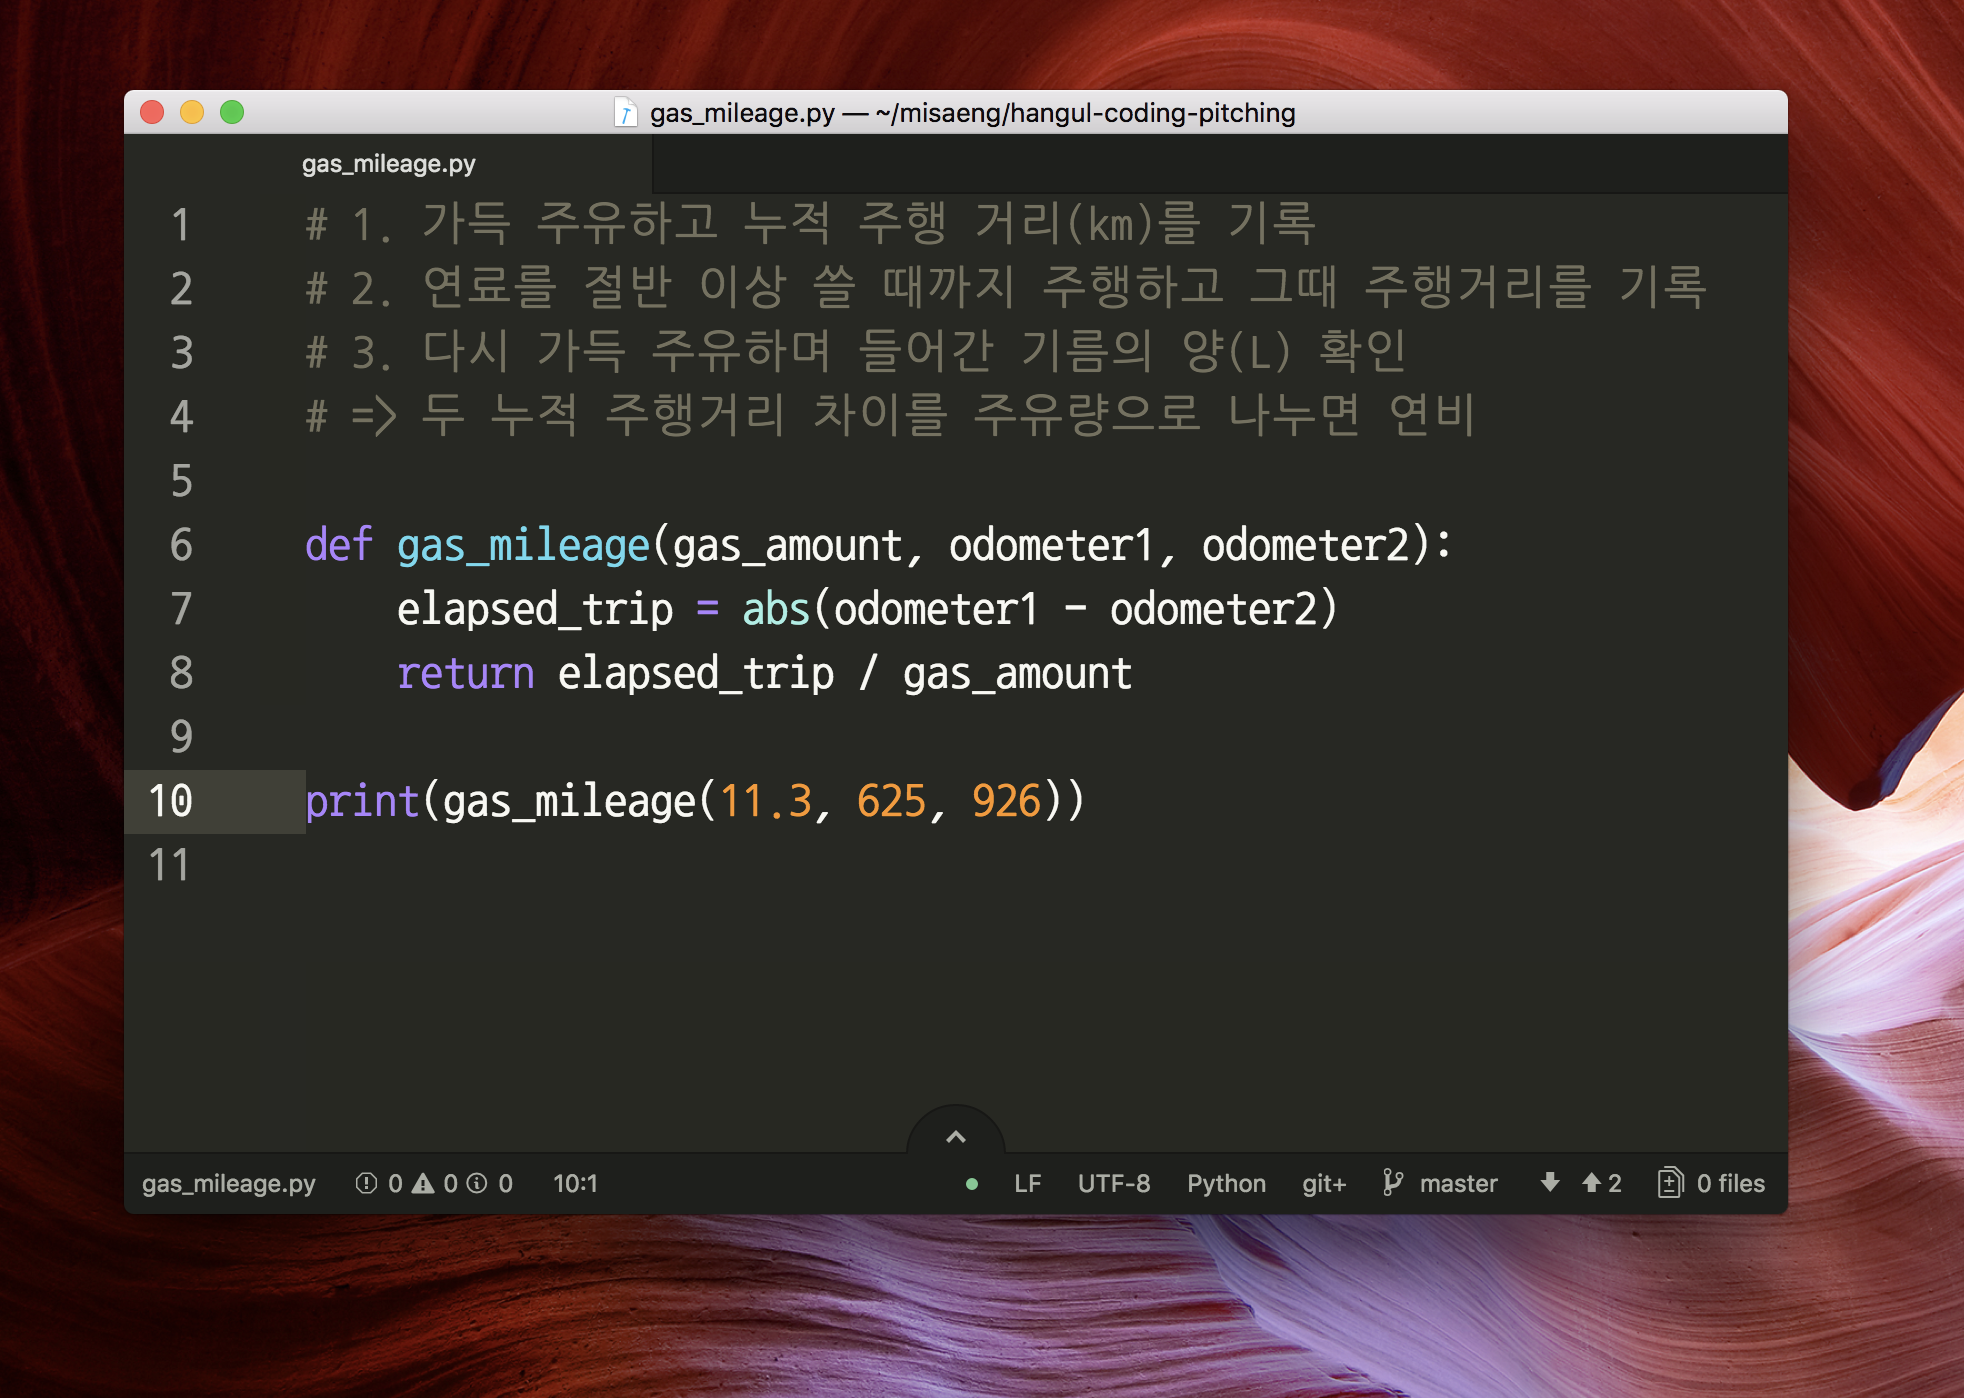 gas_mileage.py — ~/misaeng/hangul-coding-pitching
gas_mileage.py
1 # 1. 가득 주유하고 누적 주행 거리(km)를 기록
2 # 2. 연료를 절반 이상 쓸 때까지 주행하고 그때 주행거리를 기록
3 # 3. 다시 가득 주유하며 들어간 기름의 양(L) 확인
4 # => 두 누적 주행거리 차이를 주유량으로 나누면 연비
5
6 def gas_mileage(gas_amount, odometer1, odometer2):
7     elapsed_trip = abs(odometer1 - odometer2)
8     return elapsed_trip / gas_amount
9
10 print(gas_mileage(11.3, 625, 926))
11
gas_mileage.py 0 0 0 10:1 LF UTF-8 Python git+ master 2 0 files